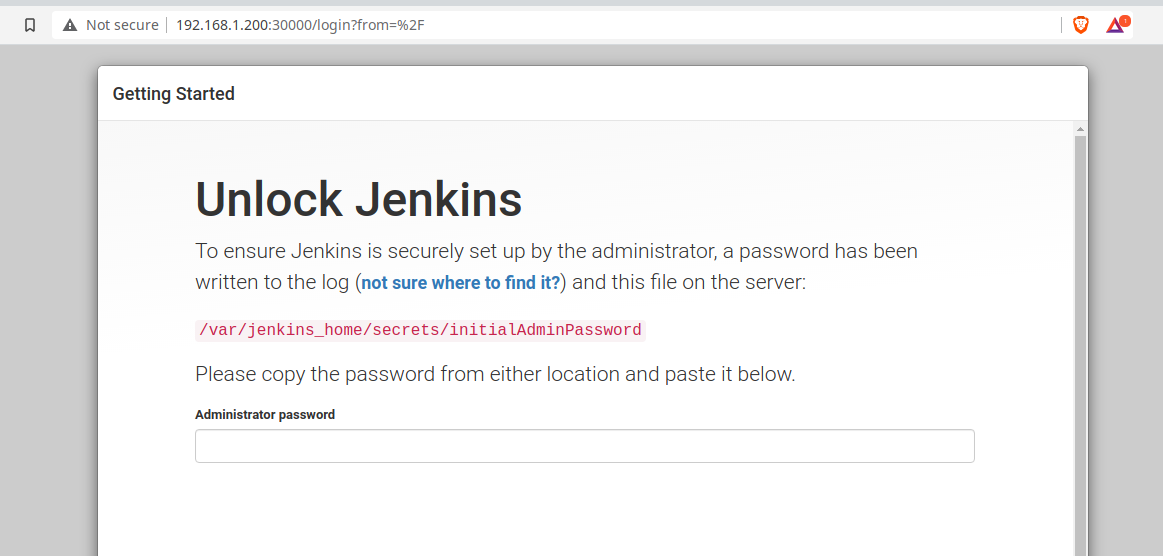 Not secure 192.168.1.200:30000/login?from=%2F
Getting Started
Unlock Jenkins
To ensure Jenkins is securely set up by the administrator, a password has been
written to the log (not sure where to find it?) and this file on the server:
/var/jenkins_home/secrets/initialAdminPassword
Please copy the password from either location and paste it below.
Administrator password